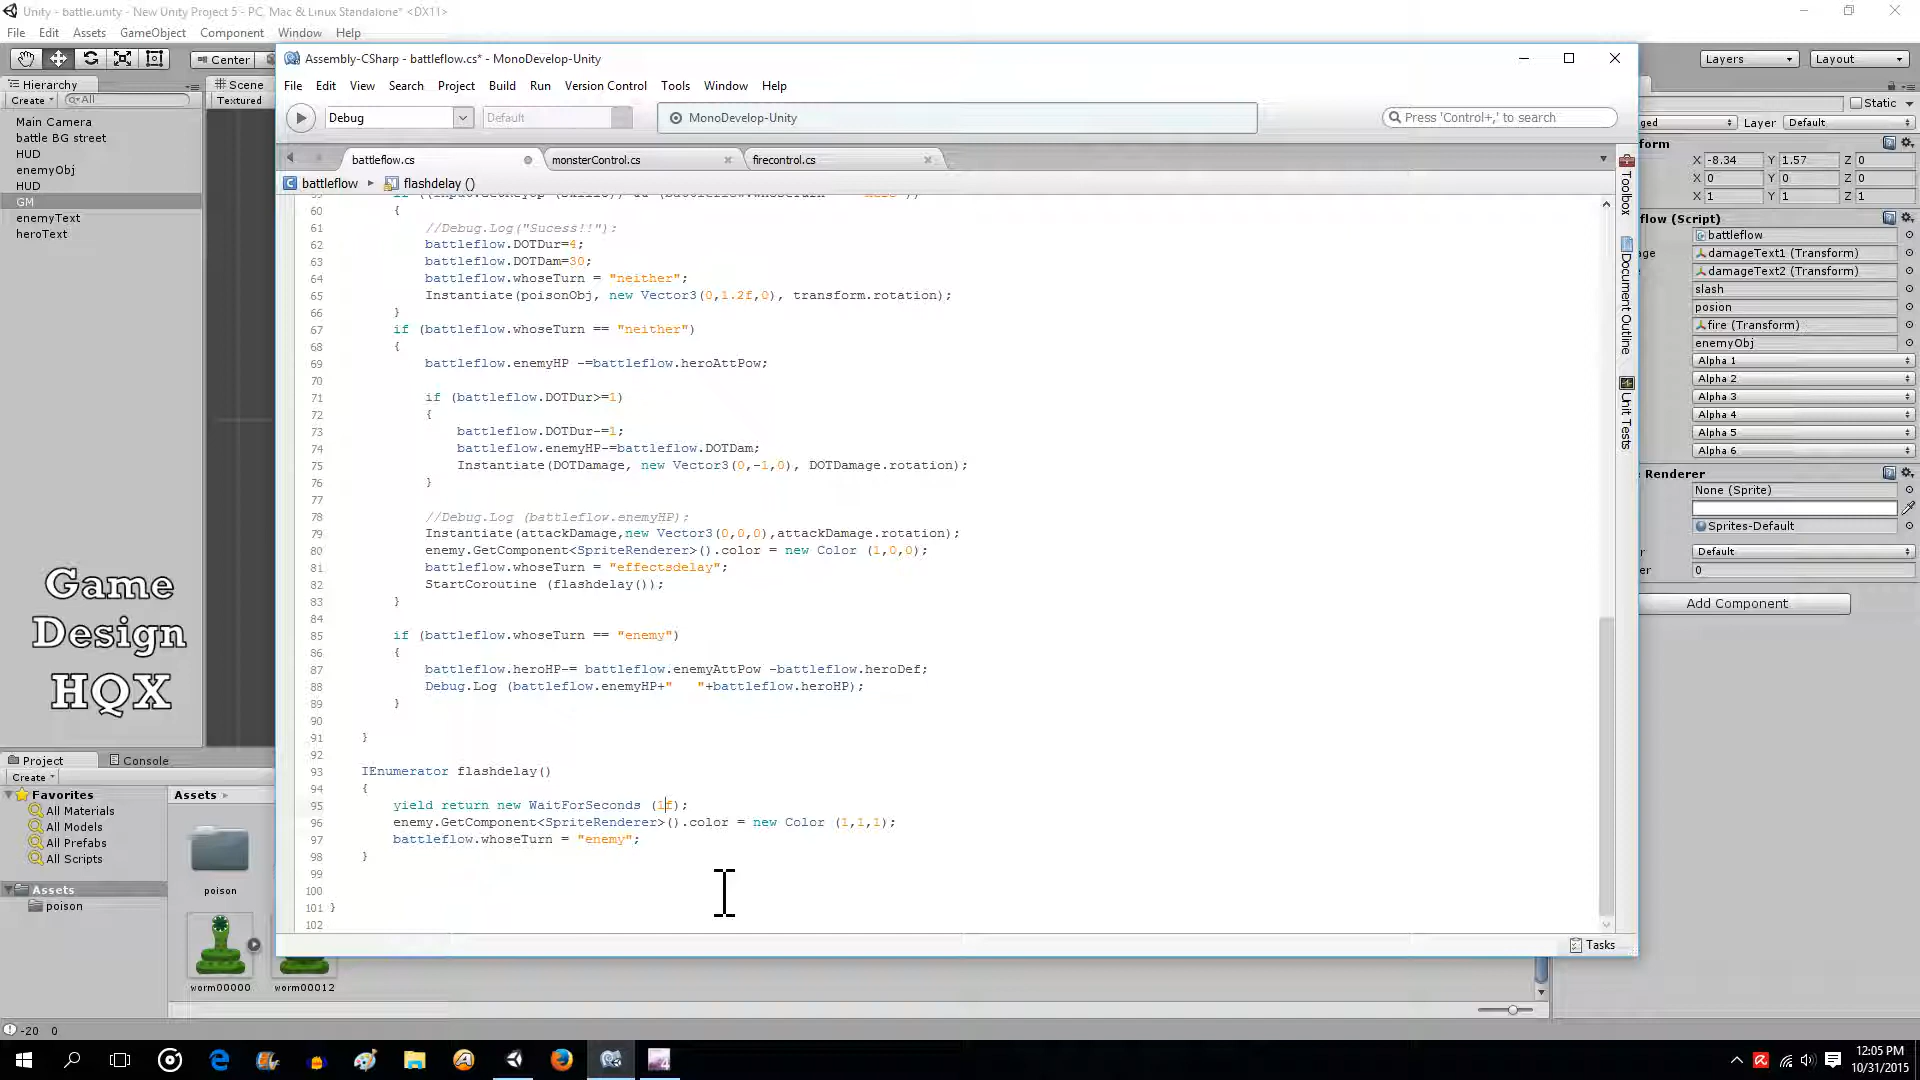 Unity - battle.unity - New Unity Project 5 - PC, Mac & Linux Standalone* <DX11>
File Edit Assets GameObject Component Window Help
Center
Layers
Layout
Hierarchy
Create
All
Main Camera
battle BG street
HUD
enemyObj
HUD
GM
enemyText
heroText
Scene
Textured
Assembly-CSharp - battleflow.cs* - MonoDevelop-Unity
File Edit View Search Project Build Run Version Control Tools Window Help
Debug
Default
MonoDevelop-Unity
Press 'Control+,' to search
battleflow.cs
monsterControl.cs
firecontrol.cs
battleflow
flashdelay ()
60 {
61 //Debug.Log("Sucess!!");
62 battleflow.DOTDur=4;
63 battleflow.DOTDam=30;
64 battleflow.whoseTurn = "neither";
65 Instantiate(poisonObj, new Vector3(0,1.2f,0), transform.rotation);
66 }
67 if (battleflow.whoseTurn == "neither")
68 {
69 battleflow.enemyHP -=battleflow.heroAttPow;
70
71 if (battleflow.DOTDur>=1)
72 {
73 battleflow.DOTDur-=1;
74 battleflow.enemyHP-=battleflow.DOTDam;
75 Instantiate(DOTDamage, new Vector3(0,-1,0), DOTDamage.rotation);
76 }
77
78 //Debug.Log (battleflow.enemyHP);
79 Instantiate(attackDamage,new Vector3(0,0,0),attackDamage.rotation);
80 enemy.GetComponent<SpriteRenderer>().color = new Color (1,0,0);
81 battleflow.whoseTurn = "effectsdelay";
82 StartCoroutine (flashdelay());
83 }
84
85 if (battleflow.whoseTurn == "enemy")
86 {
87 battleflow.heroHP-= battleflow.enemyAttPow -battleflow.heroDef;
88 Debug.Log (battleflow.enemyHP+"   "+battleflow.heroHP);
89 }
90
91 }
92
93 IEnumerator flashdelay()
94 {
95 yield return new WaitForSeconds (1f);
96 enemy.GetComponent<SpriteRenderer>().color = new Color (1,1,1);
97 battleflow.whoseTurn = "enemy";
98 }
99
100
101 }
102
Toolbox
Document Outline
Unit Tests
Tasks
Static
ged Layer Default
form
X -8.34 Y 1.57 Z 0
X 0 Y 0 Z 0
X 1 Y 1 Z 1
flow (Script)
battleflow
ge damageText1 (Transform)
damageText2 (Transform)
slash
posion
fire (Transform)
enemyObj
Alpha 1
Alpha 2
Alpha 3
Alpha 4
Alpha 5
Alpha 6
Renderer
None (Sprite)
Sprites-Default
r Default
er 0
Add Component
Game
Design
HQX
Project
Console
Create
Favorites
All Materials
All Models
All Prefabs
All Scripts
Assets
poison
Assets
poison
worm00000
worm00012
-20 0
12:05 PM
10/31/2015